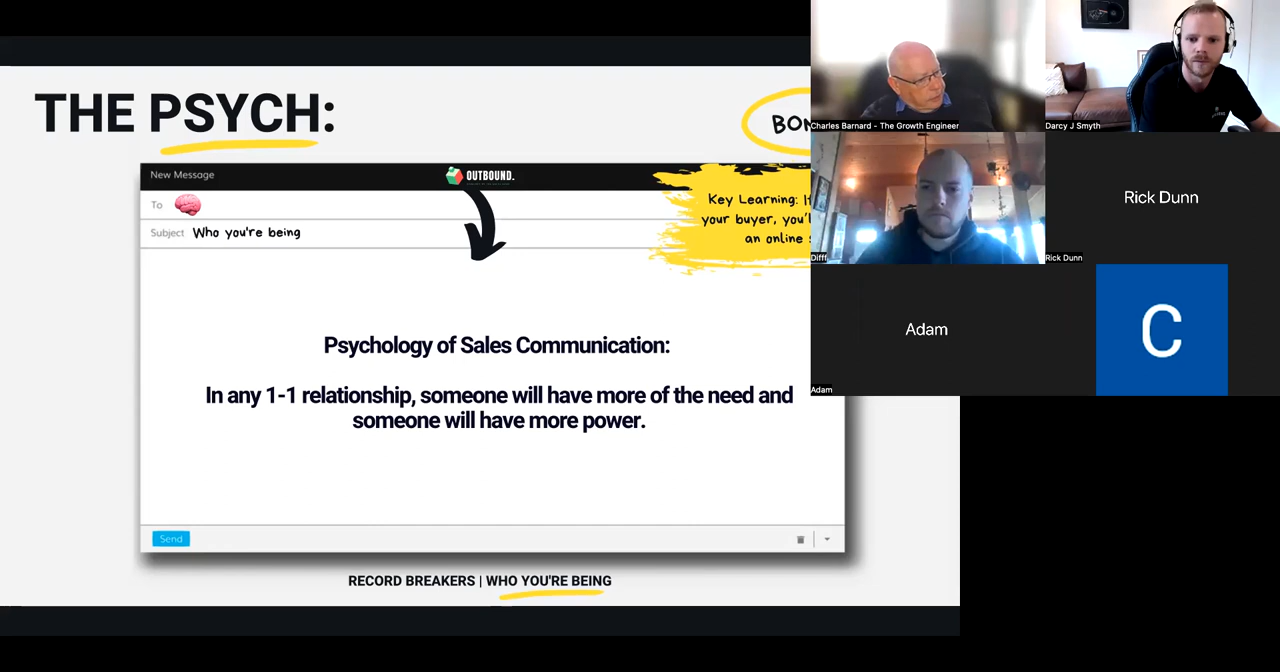 THE PSYCH:
New Message
OUTBOUND.
To
Subject Who you're being
Key Learning:
your buyer,
an online
Psychology of Sales Communication:
In any 1-1 relationship, someone will have more of the need and
someone will have more power.
Send
RECORD BREAKERS | WHO YOU'RE BEING
Charles Barnard - The Growth Engineer
Darcy J Smyth
Difff
Rick Dunn
Rick Dunn
Adam
C
Adam